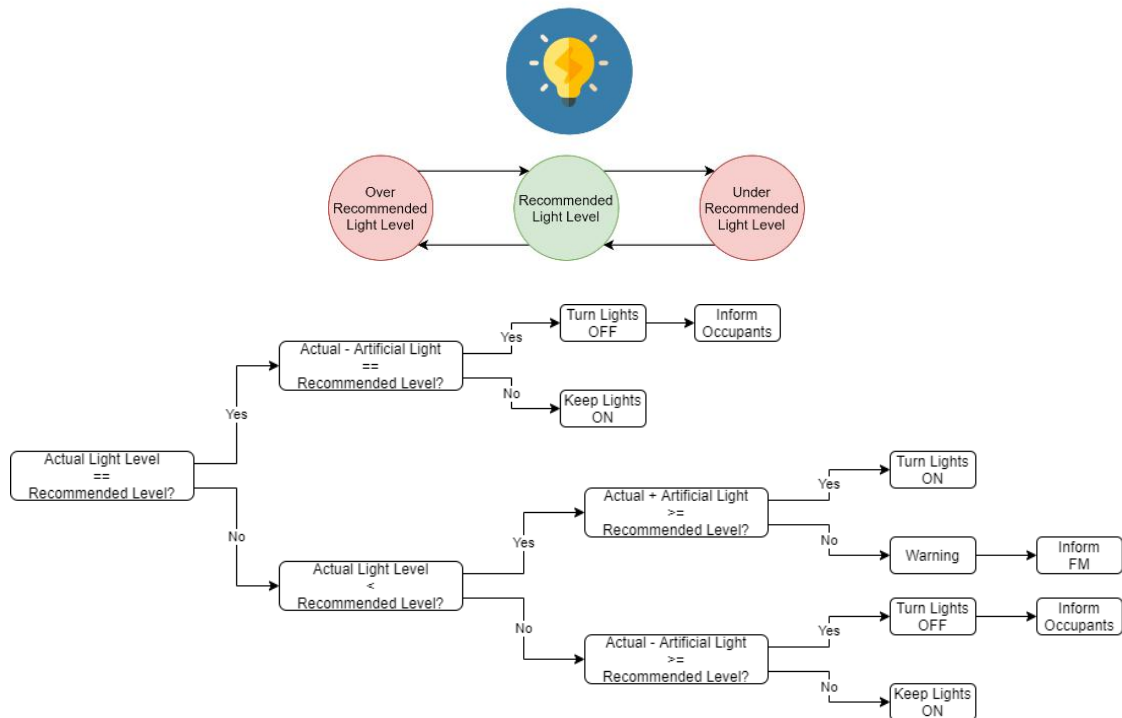 Over
Recommended
Light Level
Recommended
Light Level
Under
Recommended
Light Level
Actual Light Level
==
Recommended Level?
Yes
No
Actual - Artificial Light
==
Recommended Level?
Yes
No
Turn Lights
OFF
Inform
Occupants
Keep Lights
ON
Actual Light Level
<
Recommended Level?
Yes
No
Actual + Artificial Light
>=
Recommended Level?
Yes
No
Turn Lights
ON
Warning
Inform
FM
Actual - Artificial Light
>=
Recommended Level?
Yes
No
Turn Lights
OFF
Inform
Occupants
Keep Lights
ON